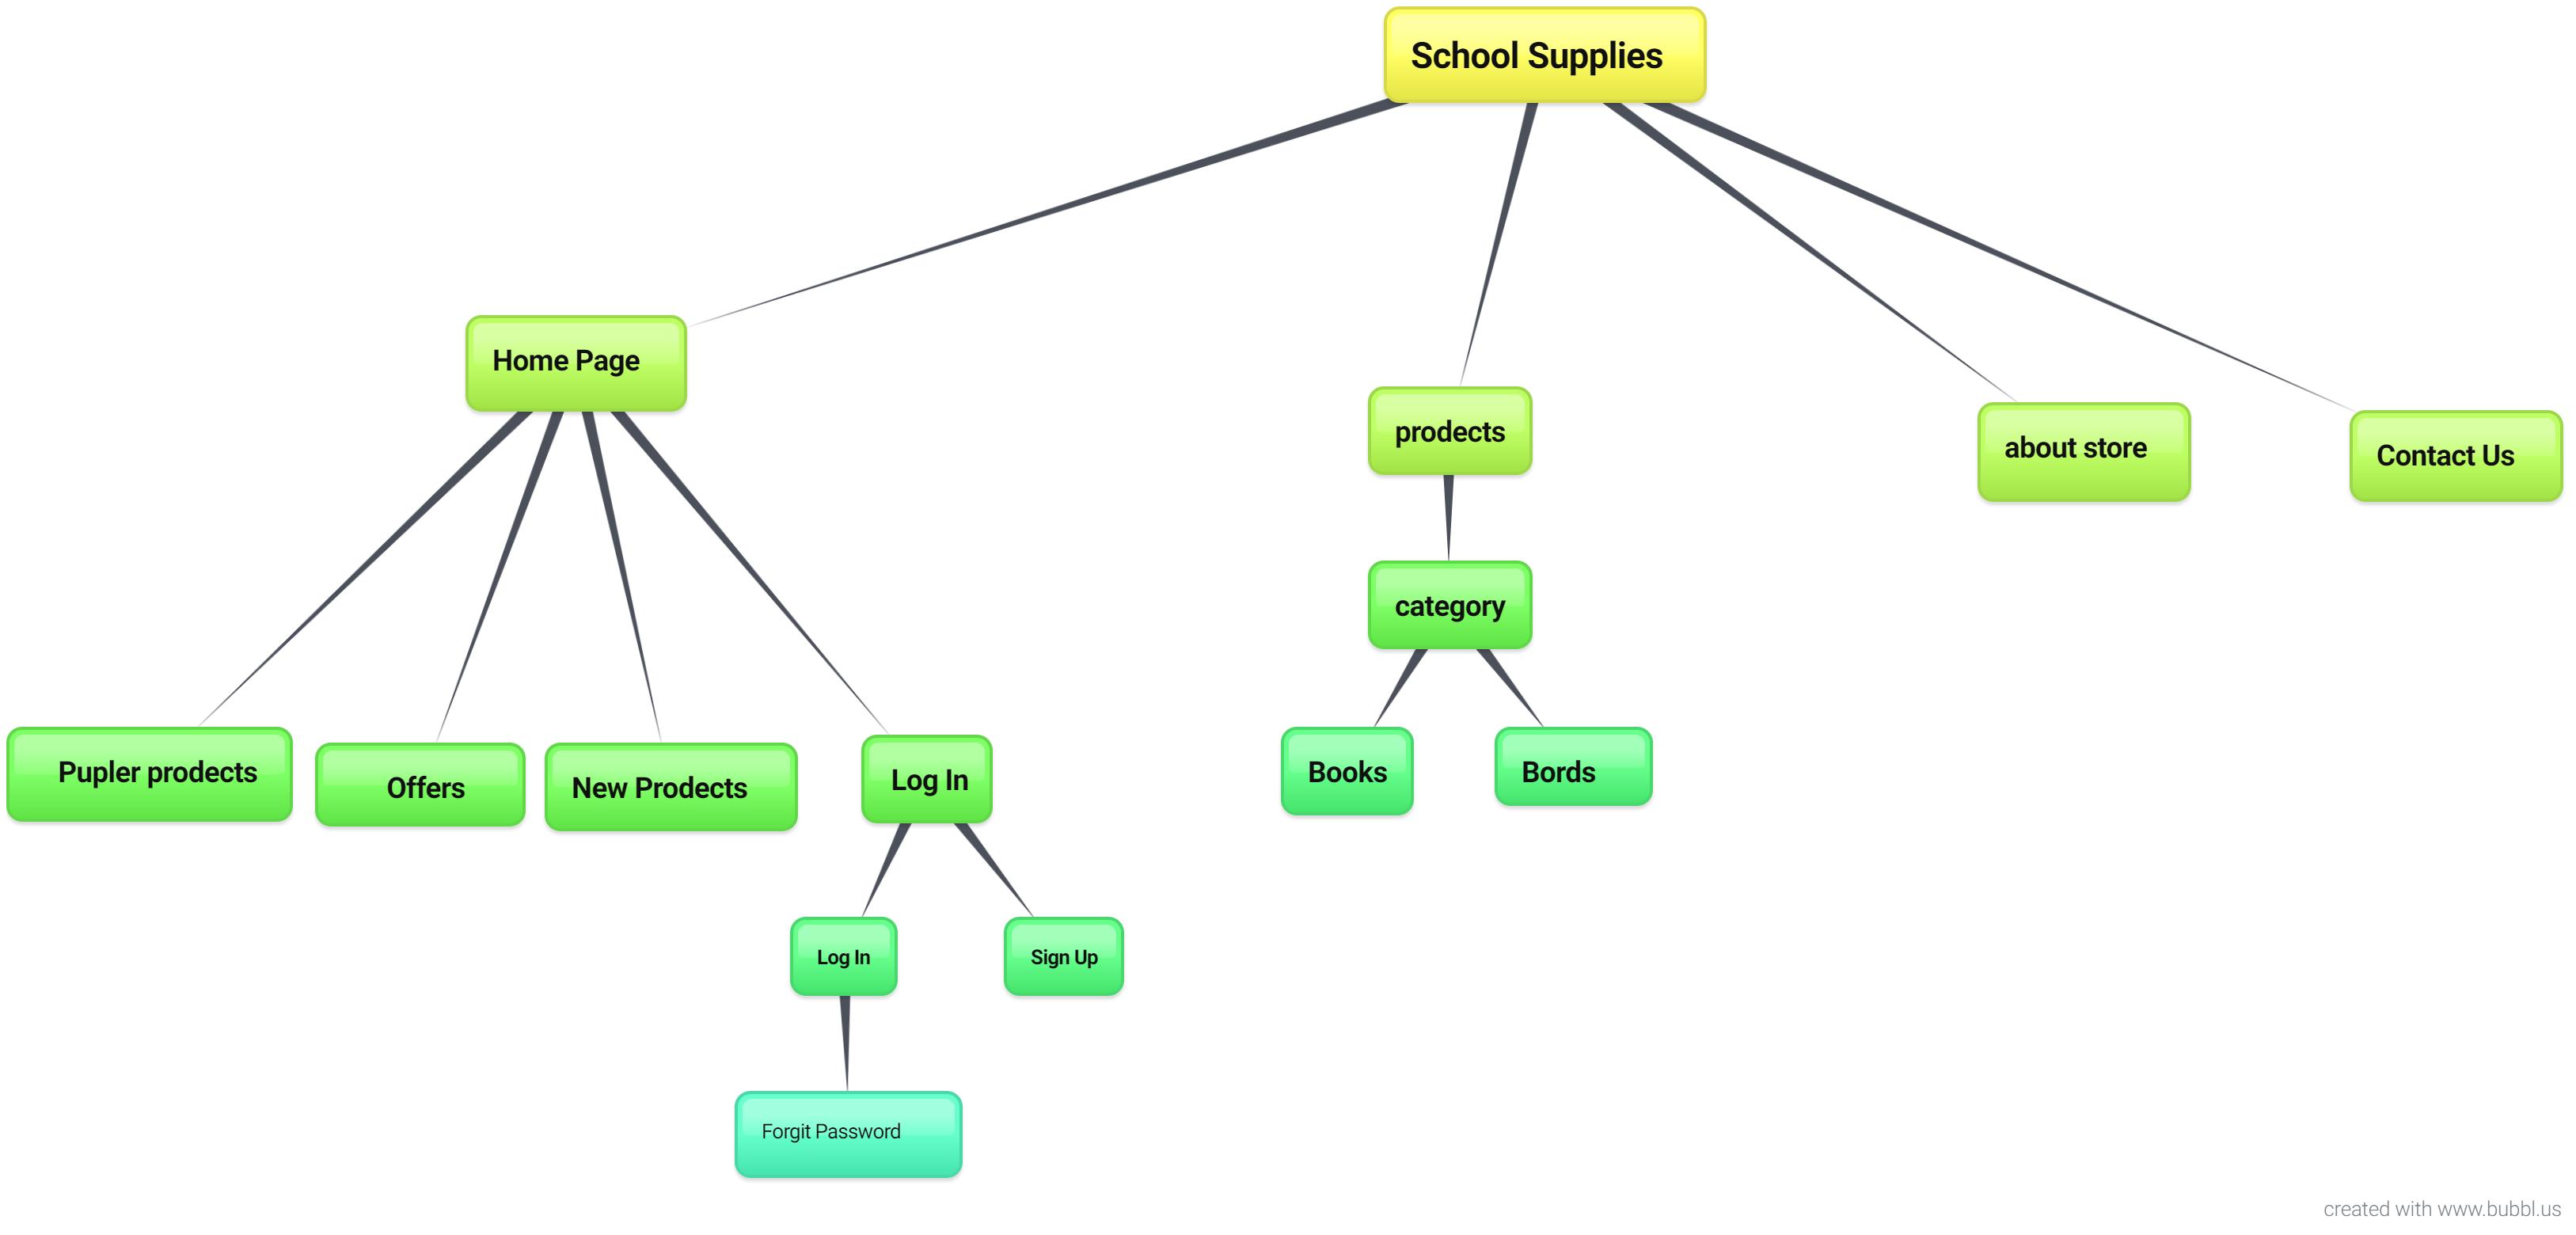 School Supplies
Home Page
prodects
about store
Contact Us
category
Pupler prodects
Offers
New Prodects
Log In
Books
Bords
Log In
Sign Up
Forgit Password
created with www.bubbl.us